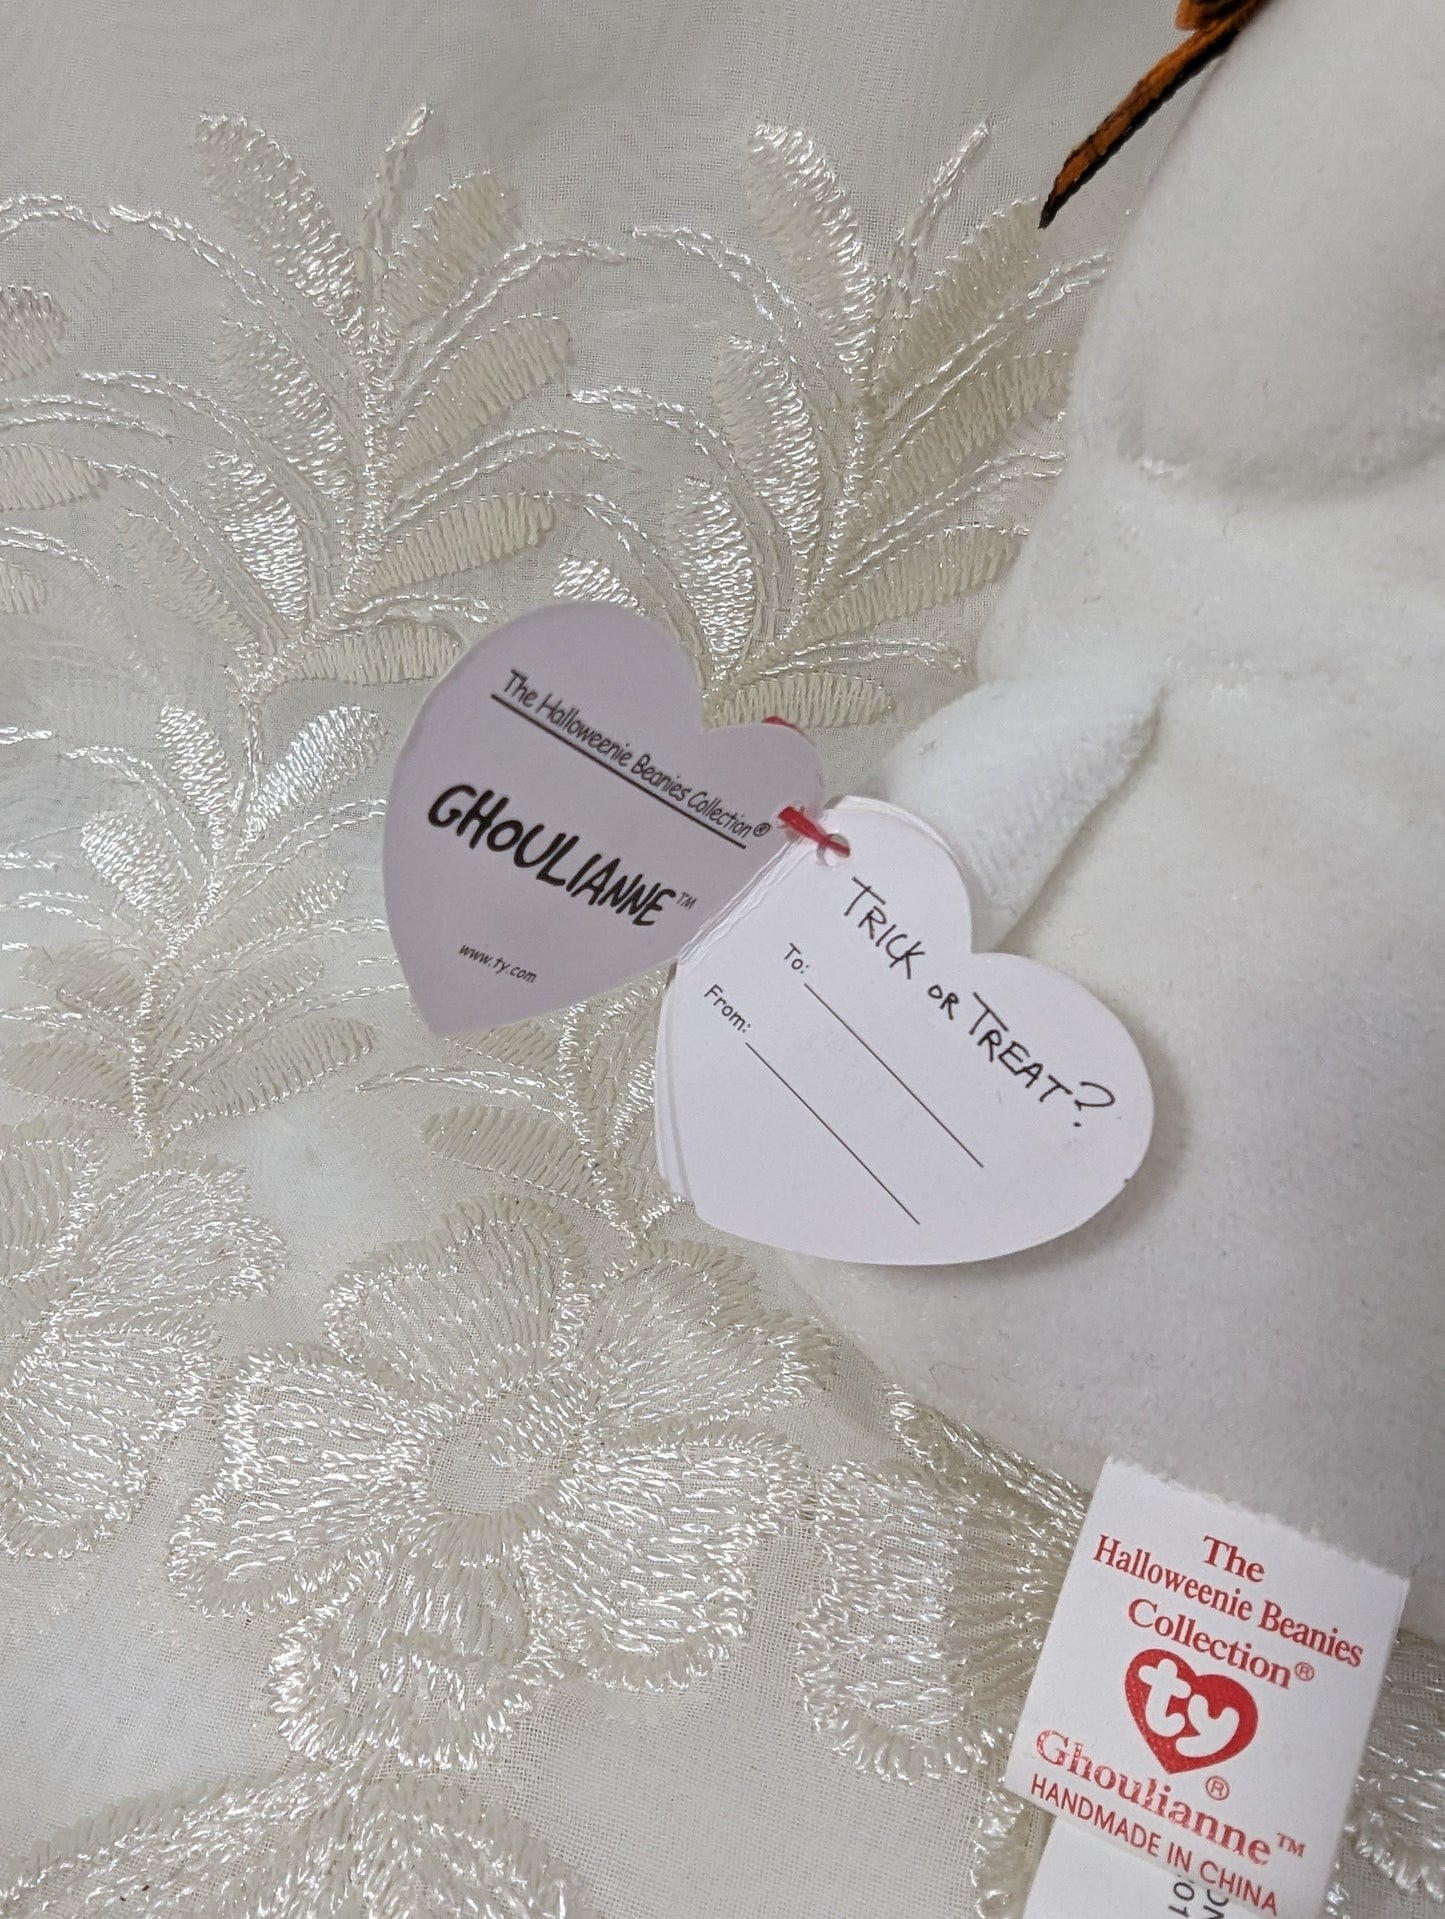 The Halloweenie Beanies Collection®
GHOULIANNE™
www.ty.com
TRICK OR TREAT?
To:
From:
The
Halloweenie Beanies
Collection®
ty
®
Ghoulianne™
HANDMADE IN CHINA